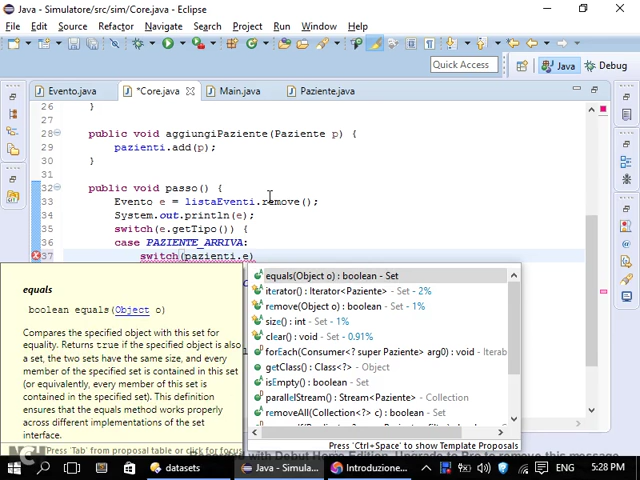 Java - Simulatore/src/sim/Core.java - Eclipse
File Edit Source Refactor Navigate Search Project Run Window Help
Quick Access Java Debug
Evento.java *Core.java Main.java Paziente.java
26 }
27
28 public void aggiungiPaziente(Paziente p) {
29 pazienti.add(p);
30 }
31
32 public void passo() {
33 Evento e = listaEventi.remove();
34 System.out.println(e);
35 switch(e.getTipo()) {
36 case PAZIENTE_ARRIVA:
37 switch(pazienti.e)
equals
boolean equals(Object o)
Compares the specified object with this set for
equality. Returns true if the specified object is also
a set, the two sets have the same size, and every
member of the specified set is contained in this set
(or equivalently, every member of this set is
contained in the specified set). This definition
ensures that the equals method works properly
across different implementations of the set
interface.
Press 'Tab' from proposal table or click for focus
equals(Object o) : boolean - Set
iterator() : Iterator<Paziente> - Set - 2%
remove(Object o) : boolean - Set - 1%
size() : int - Set - 1%
clear() : void - Set - 0.91%
forEach(Consumer<? super Paziente> arg0) : void - Iterab
getClass() : Class<?> - Object
isEmpty() : boolean - Set
parallelStream() : Stream<Paziente> - Collection
removeAll(Collection<?> c) : boolean - Set
Press 'Ctrl+Space' to show Template Proposals
datasets Java - Simula... Introduzione... ENG 5:28 PM